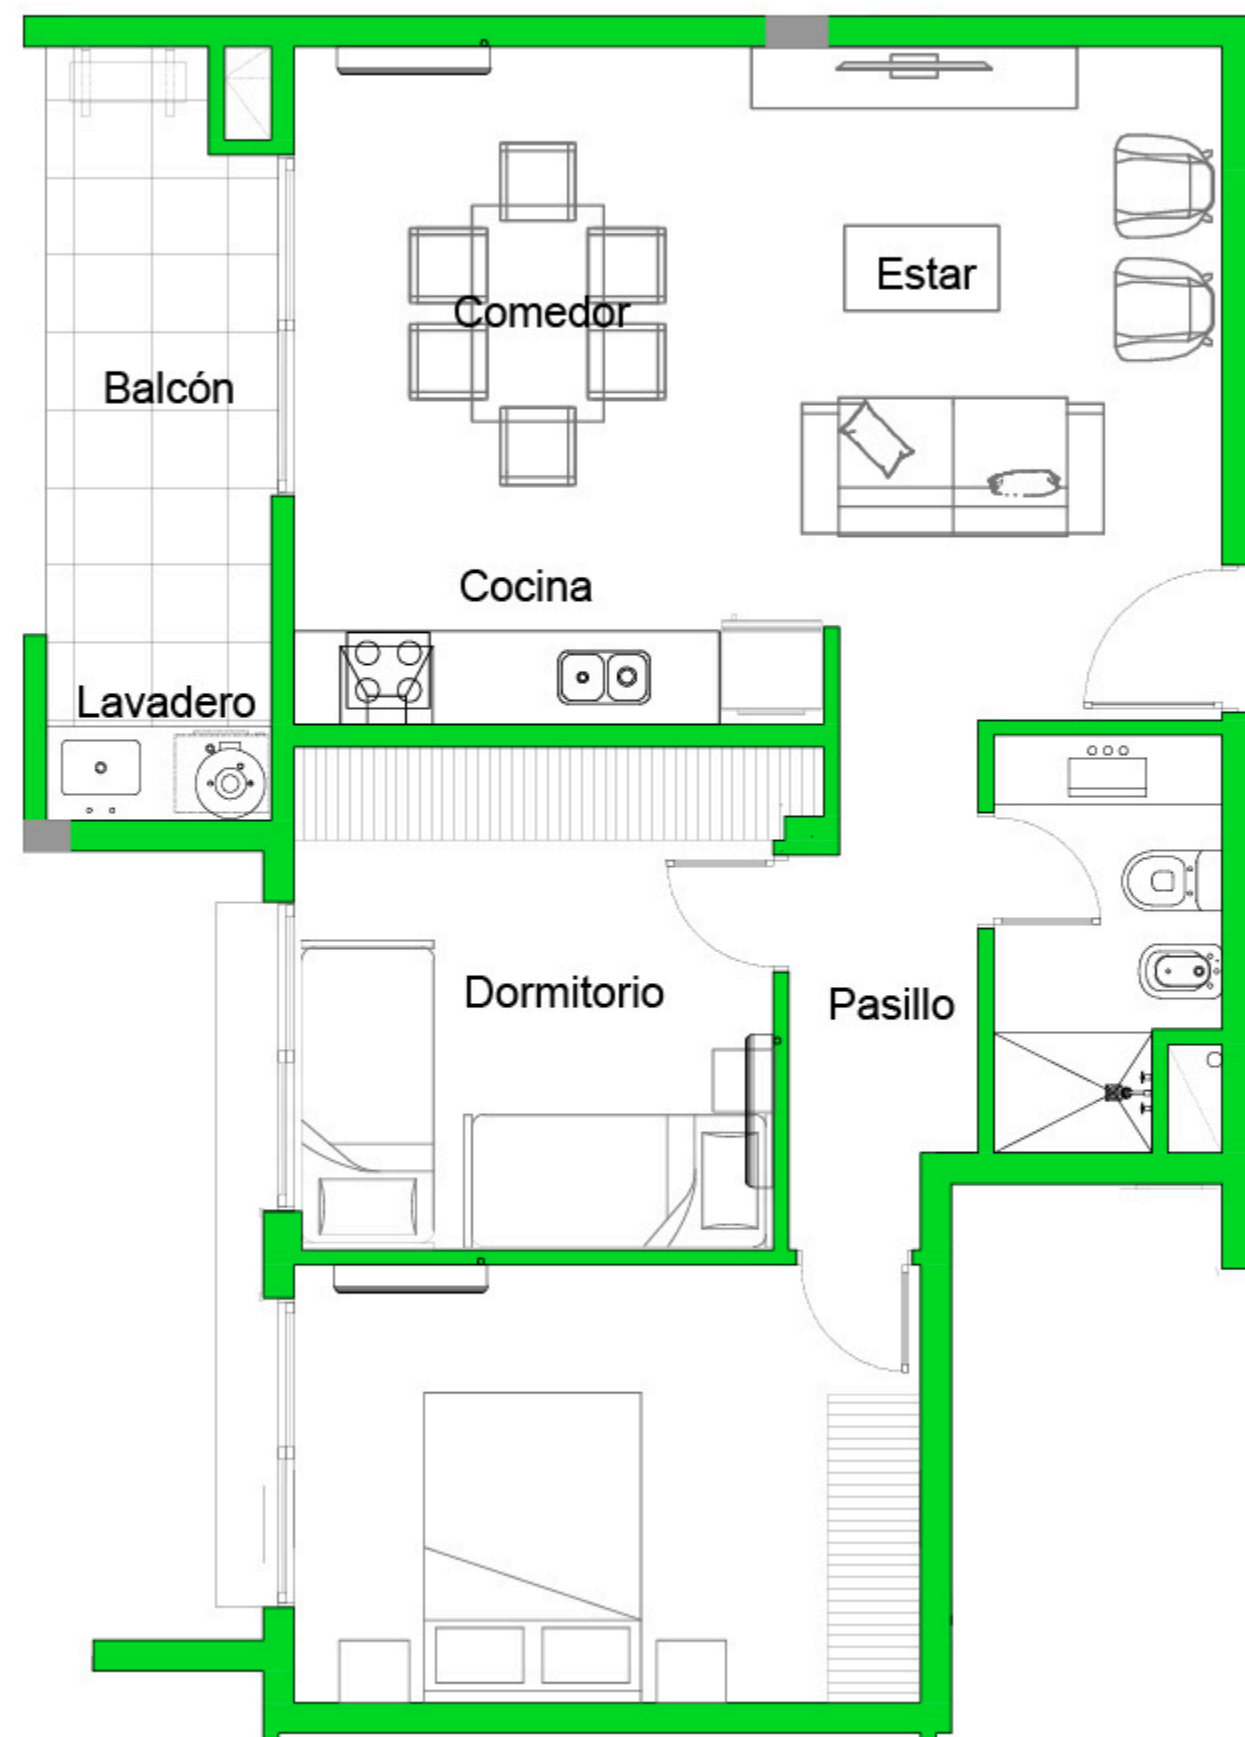 Estar
Comedor
Balcón
Cocina
Lavadero
Dormitorio
Pasillo